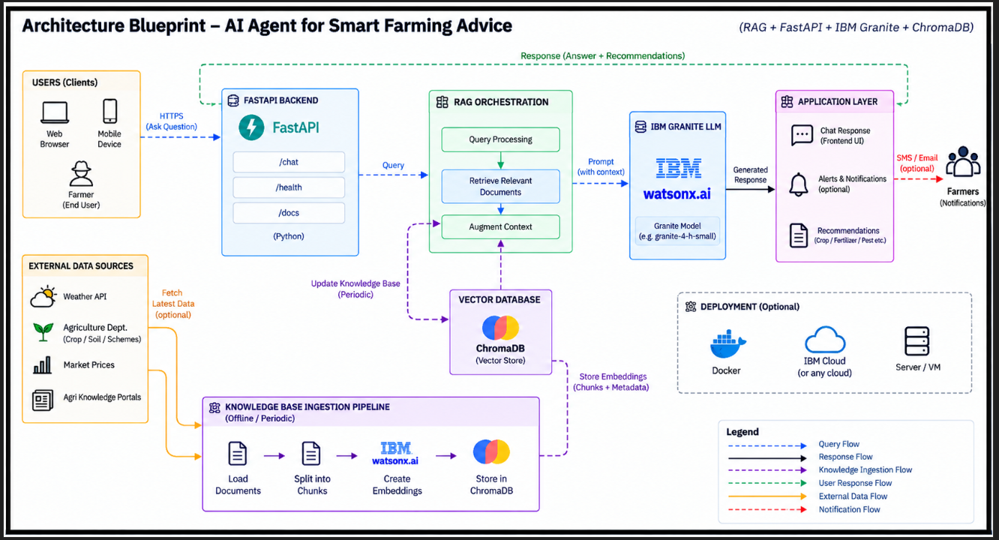 Architecture Blueprint – AI Agent for Smart Farming Advice
(RAG + FastAPI + IBM Granite + ChromaDB)
Response (Answer + Recommendations)
USERS (Clients)
Web
Browser
Mobile
Device
Farmer
(End User)
HTTPS
(Ask Question)
FASTAPI BACKEND
FastAPI
/chat
/health
/docs
(Python)
Query
RAG ORCHESTRATION
Query Processing
Retrieve Relevant
Documents
Augment Context
Prompt
(with context)
IBM GRANITE LLM
IBM
watsonx.ai
Granite Model
(e.g. granite-4-h-small)
Generated
Response
APPLICATION LAYER
Chat Response
(Frontend UI)
Alerts & Notifications
(optional)
Recommendations
(Crop / Fertilizer / Pest etc.)
SMS / Email
(optional)
Farmers
(Notifications)
EXTERNAL DATA SOURCES
Weather API
Agriculture Dept.
(Crop / Soil / Schemes)
Market Prices
Agri Knowledge Portals
Fetch
Latest Data
(optional)
Update Knowledge Base
(Periodic)
VECTOR DATABASE
ChromaDB
(Vector Store)
Store Embeddings
(Chunks + Metadata)
KNOWLEDGE BASE INGESTION PIPELINE
(Offline / Periodic)
Load
Documents
Split into
Chunks
IBM
watsonx.ai
Create
Embeddings
Store in
ChromaDB
DEPLOYMENT (Optional)
Docker
IBM Cloud
(or any cloud)
Server / VM
Legend
Query Flow
Response Flow
Knowledge Ingestion Flow
User Response Flow
External Data Flow
Notification Flow